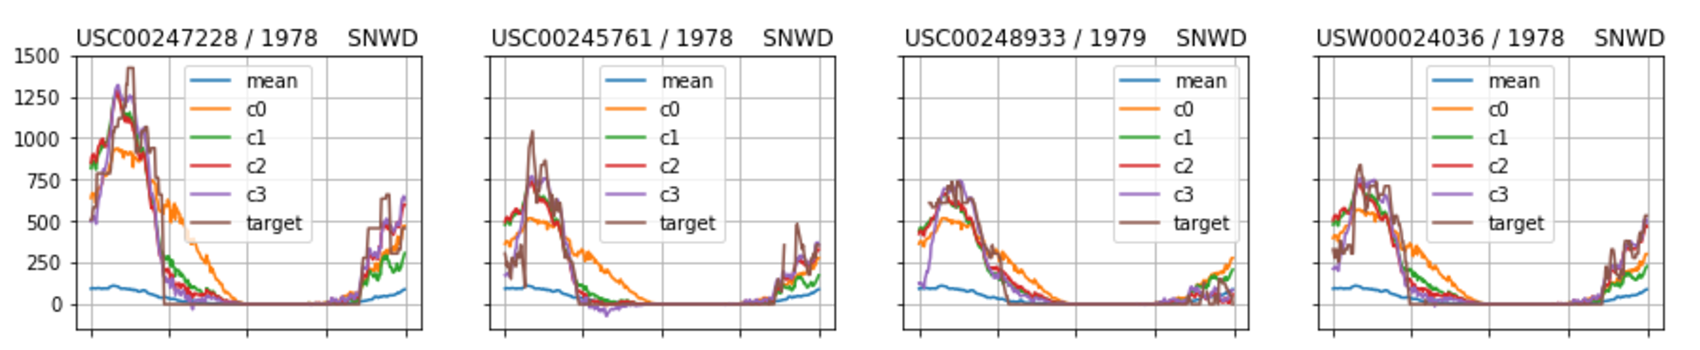 USC00247228 / 1978 SNWD
1500
1250
1000
750
500
250
0
mean
c0
c1
c2
c3
target
USC00245761 / 1978 SNWD
mean
c0
c1
c2
c3
target
USC00248933 / 1979 SNWD
mean
c0
c1
c2
c3
target
USW00024036 / 1978 SNWD
mean
c0
c1
c2
c3
target